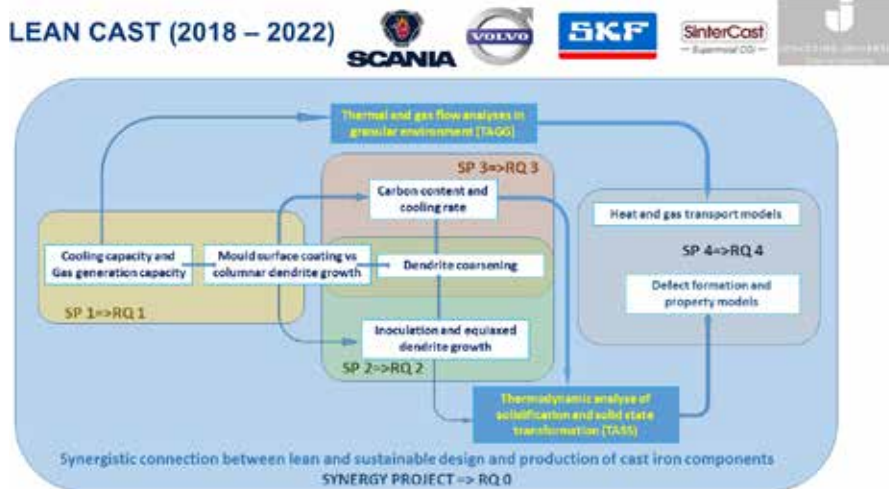 LEAN CAST (2018 – 2022)
SCANIA
VOLVO
SKF
SinterCast
— Supermetal CGI —
Thermal and gas flow analyses in
granular environment (TAGG)
SP 3=>RQ 3
Carbon content and
cooling rate
Heat and gas transport models
Cooling capacity and
Gas generation capacity
Mould surface coating vs
columnar dendrite growth
Dendrite coarsening
SP 4=>RQ 4
Defect formation and
property models
SP 1=>RQ 1
Inoculation and equiaxed
dendrite growth
SP 2=>RQ 2
Thermodynamic analyse of
solidification and solid state
transformation (TASS)
Synergistic connection between lean and sustainable design and production of cast iron components
SYNERGY PROJECT => RQ 0